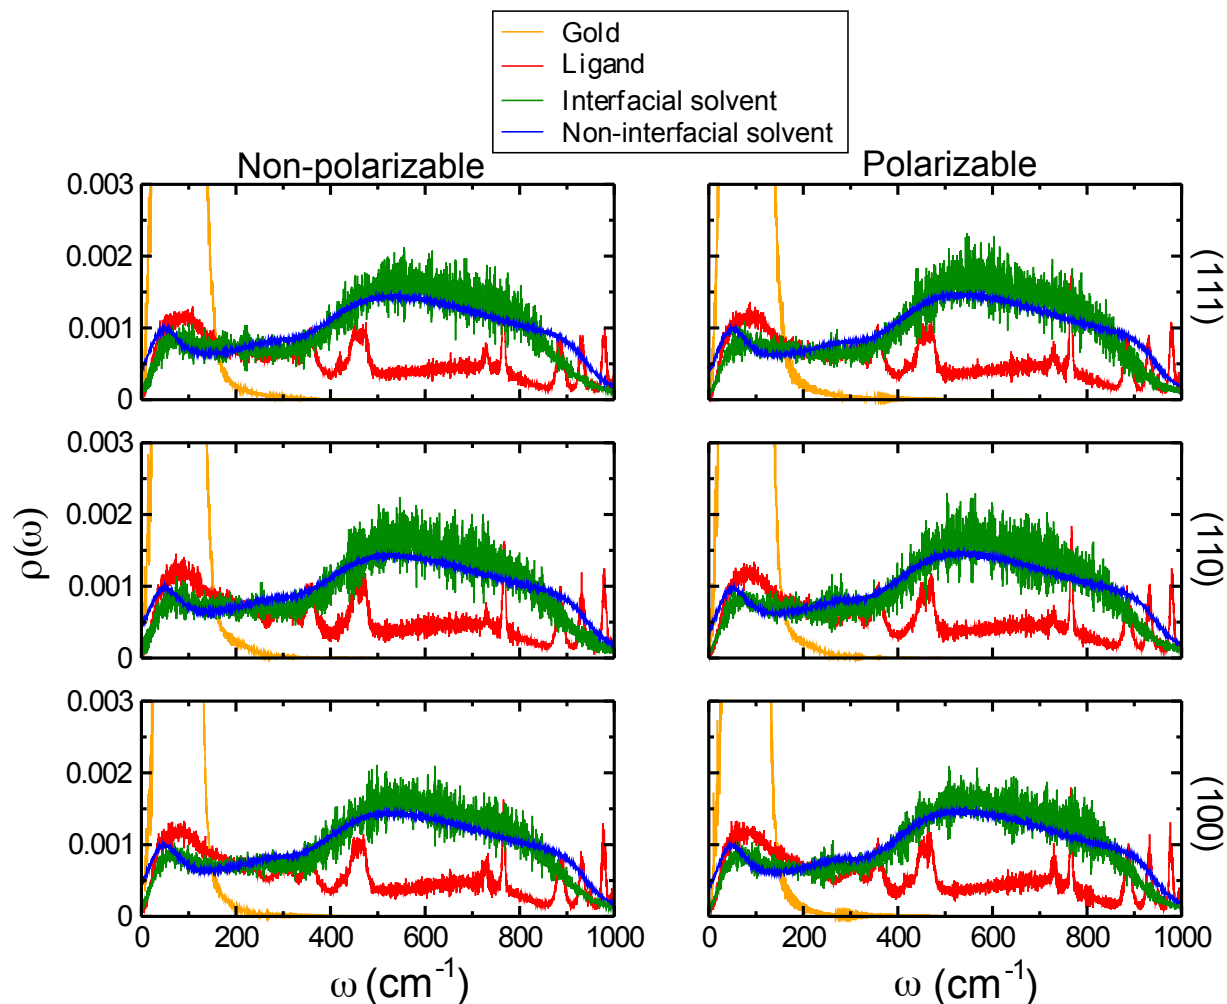 Gold
Ligand
Interfacial solvent
Non-interfacial solvent
Non-polarizable
Polarizable
0.003
0.002
0.001
0
(111)
0.003
0.002
0.001
0
(110)
ρ(ω)
0.003
0.002
0.001
0
(100)
0 200 400 600 800 1000
0 200 400 600 800 1000
ω (cm⁻¹)
ω (cm⁻¹)